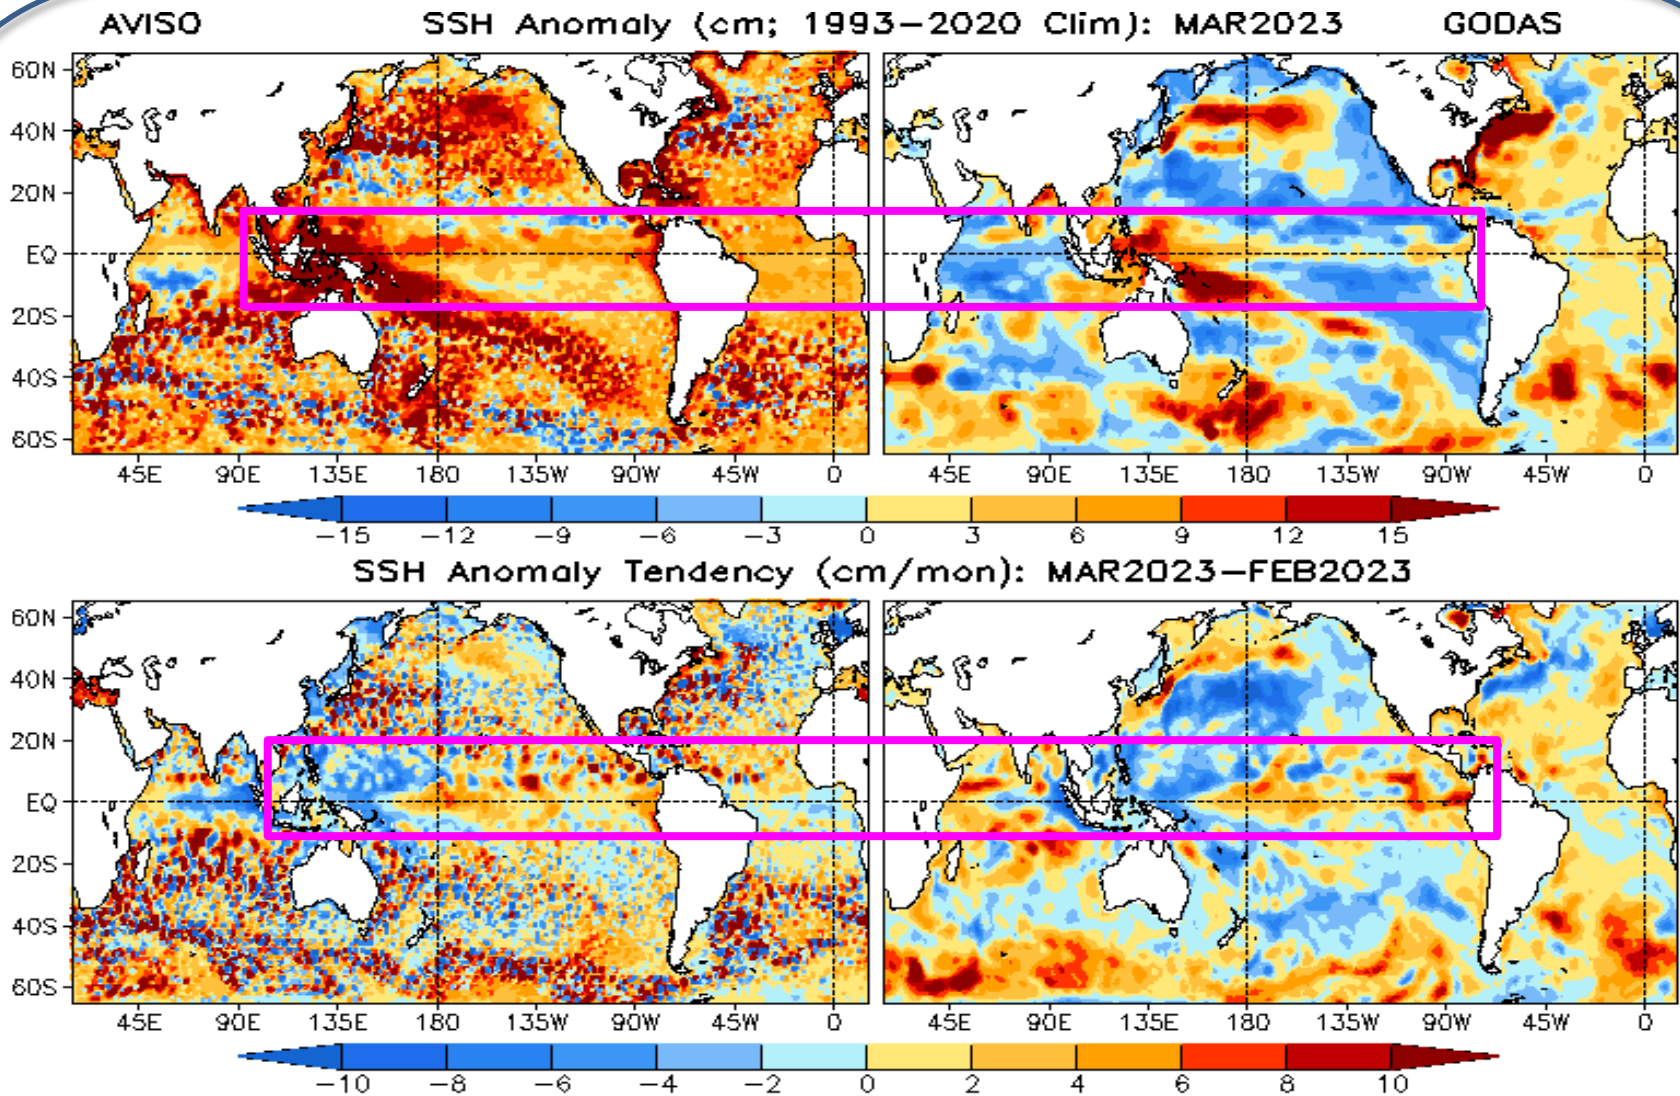 AVISO SSH Anomaly (cm; 1993-2020 Clim): MAR2023 GODAS
60N
40N
20N
EQ
20S
40S
60S
45E 90E 135E 180 135W 90W 45W 0 45E 90E 135E 180 135W 90W 45W 0
-15 -12 -9 -6 -3 0 3 6 9 12 15
SSH Anomaly Tendency (cm/mon): MAR2023-FEB2023
60N
40N
20N
EQ
20S
40S
60S
45E 90E 135E 180 135W 90W 45W 0 45E 90E 135E 180 135W 90W 45W 0
-10 -8 -6 -4 -2 0 2 4 6 8 10